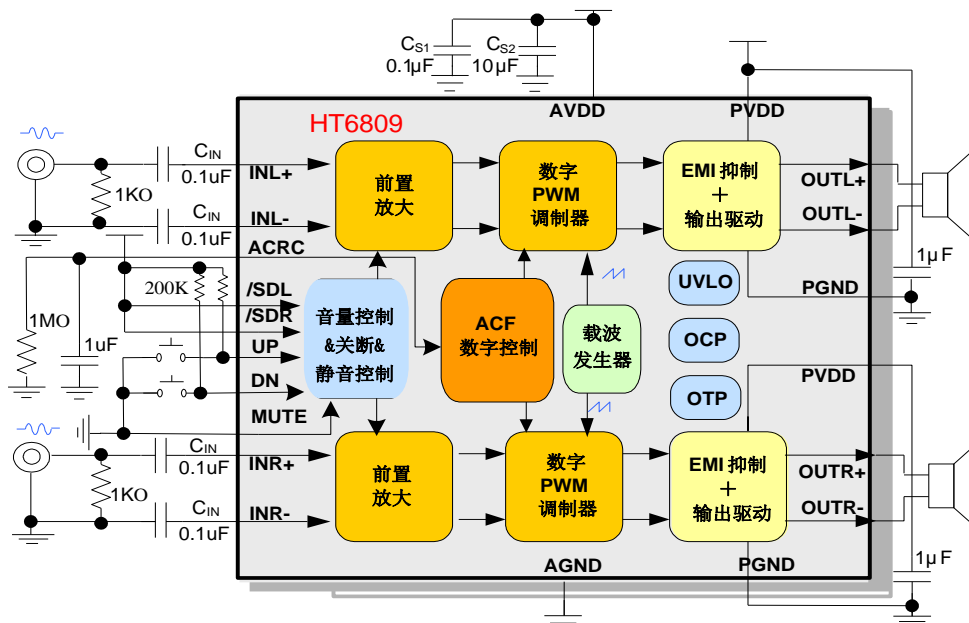 CS1
0.1µF
CS2
10µF
AVDD
PVDD
HT6809
CIN
0.1uF
INL+
1KΩ
CIN
0.1uF
INL-
ACRC
前置
放大
数字
PWM
调制器
EMI 抑制
+
输出驱动
OUTL+
OUTL-
1µF
PGND
200K
/SDL
/SDR
UP
DN
MUTE
1MΩ
1uF
音量控制
&关断&
静音控制
ACF
数字控制
载波
发生器
UVLO
OCP
OTP
PVDD
CIN
0.1uF
INR+
1KΩ
CIN
0.1uF
INR-
前置
放大
数字
PWM
调制器
EMI 抑制
+
输出驱动
OUTR+
OUTR-
1µF
AGND
PGND